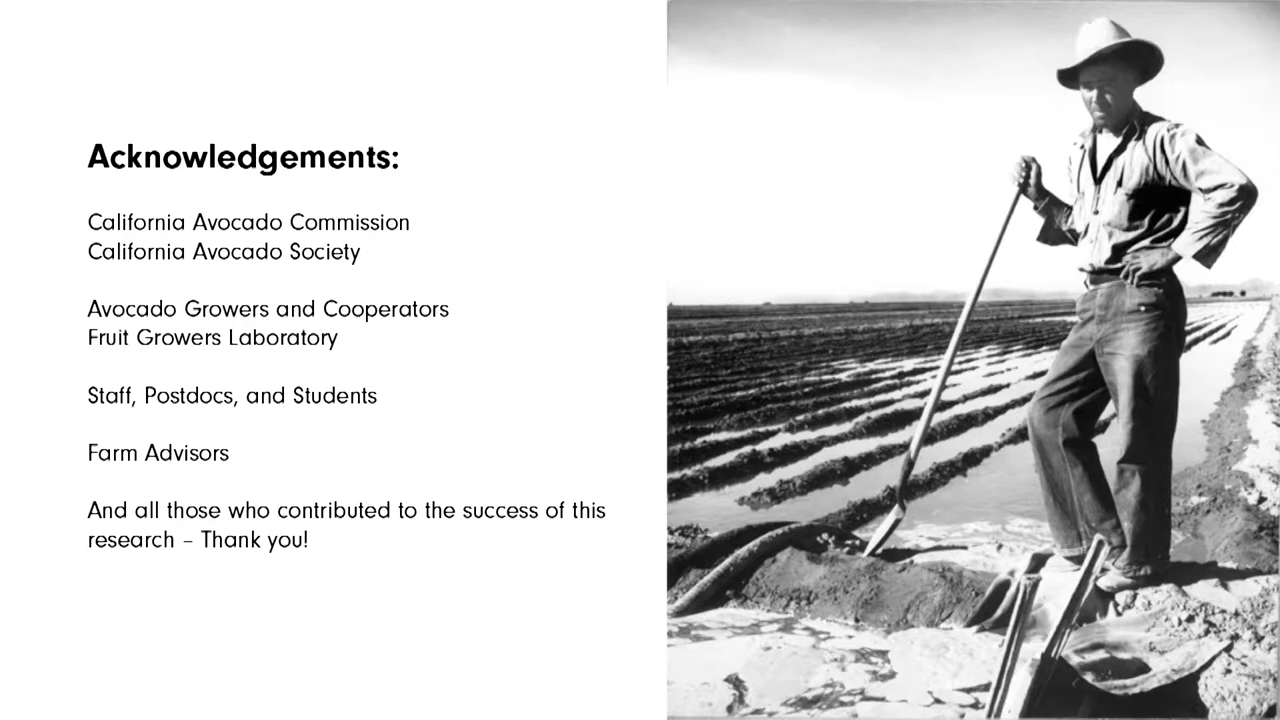 Acknowledgements:
California Avocado Commission
California Avocado Society
Avocado Growers and Cooperators
Fruit Growers Laboratory
Staff, Postdocs, and Students
Farm Advisors
And all those who contributed to the success of this
research – Thank you!